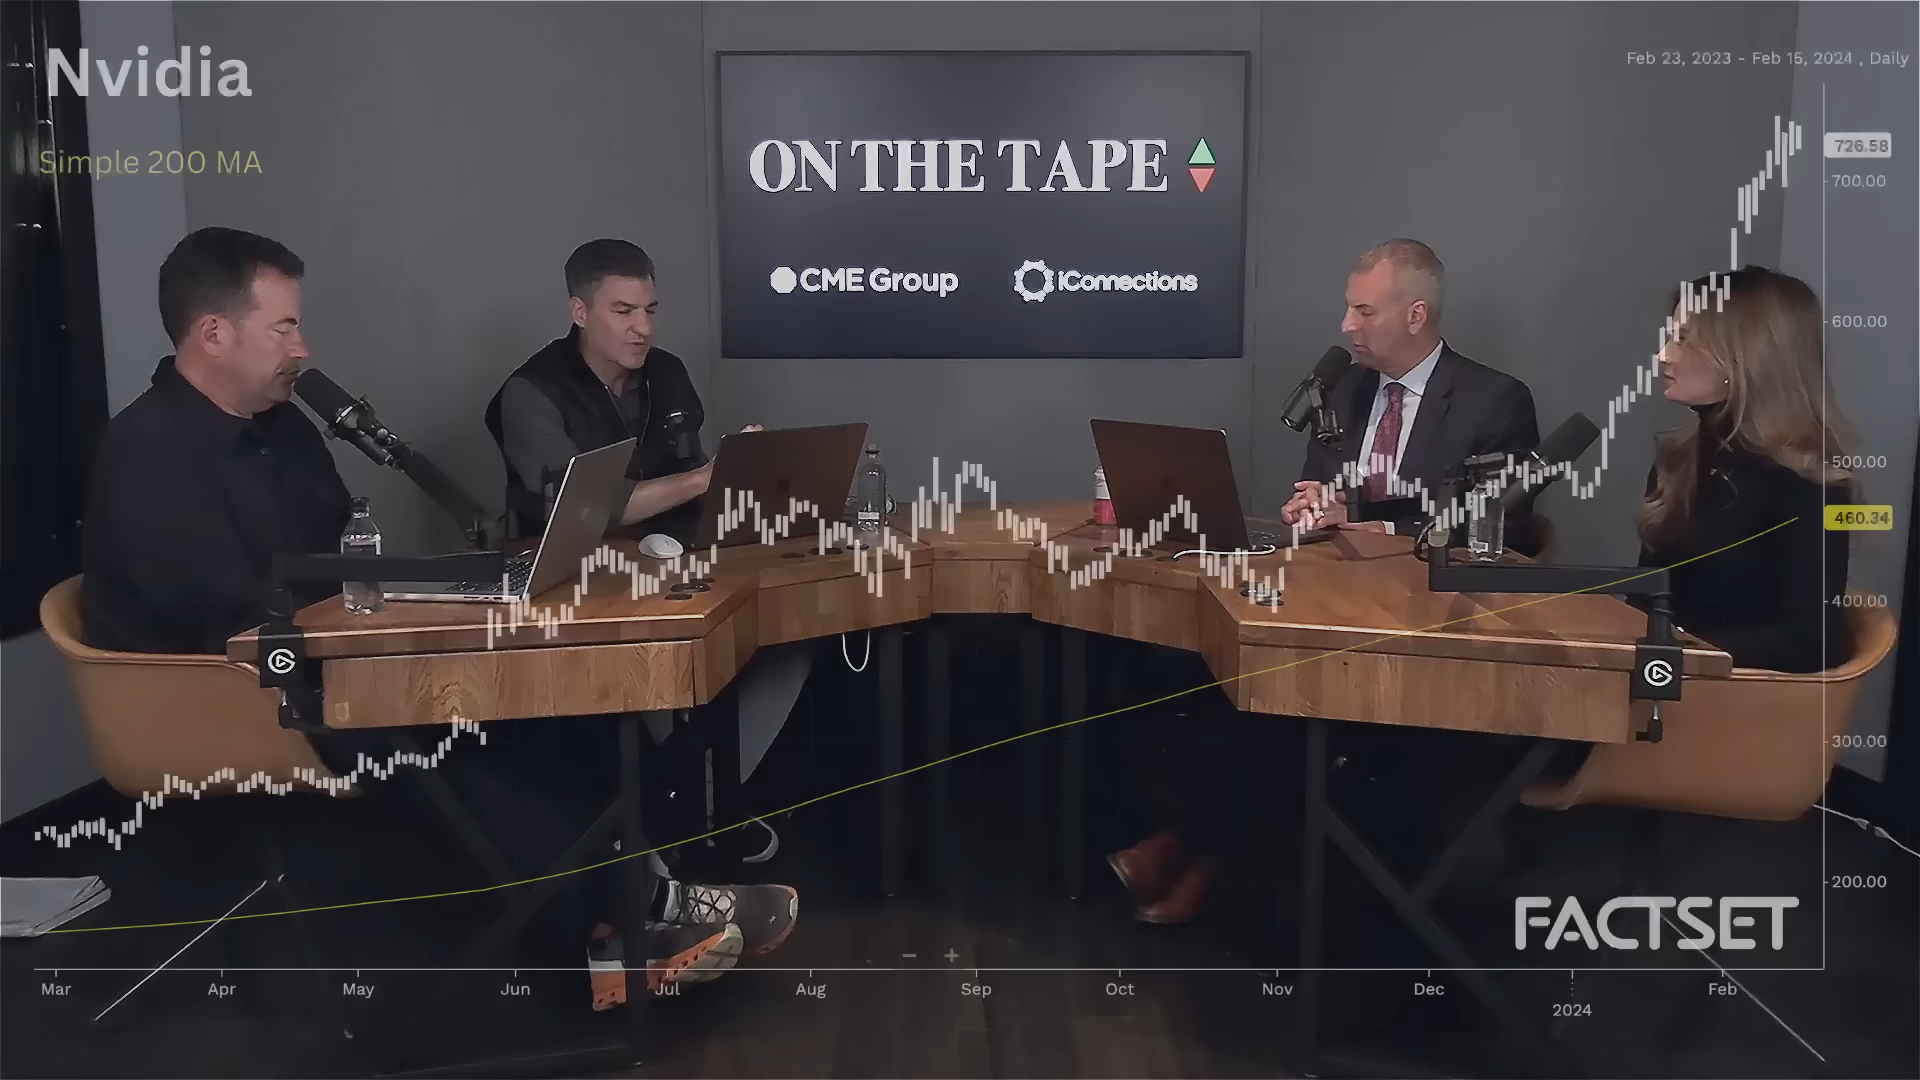 Nvidia
Feb 23, 2023 - Feb 15, 2024 , Daily
Simple 200 MA
ON THE TAPE
CME Group
iConnections
726.58
700.00
600.00
500.00
460.34
400.00
300.00
200.00
FACTSET
Mar Apr May Jun Jul Aug Sep Oct Nov Dec Feb
2024